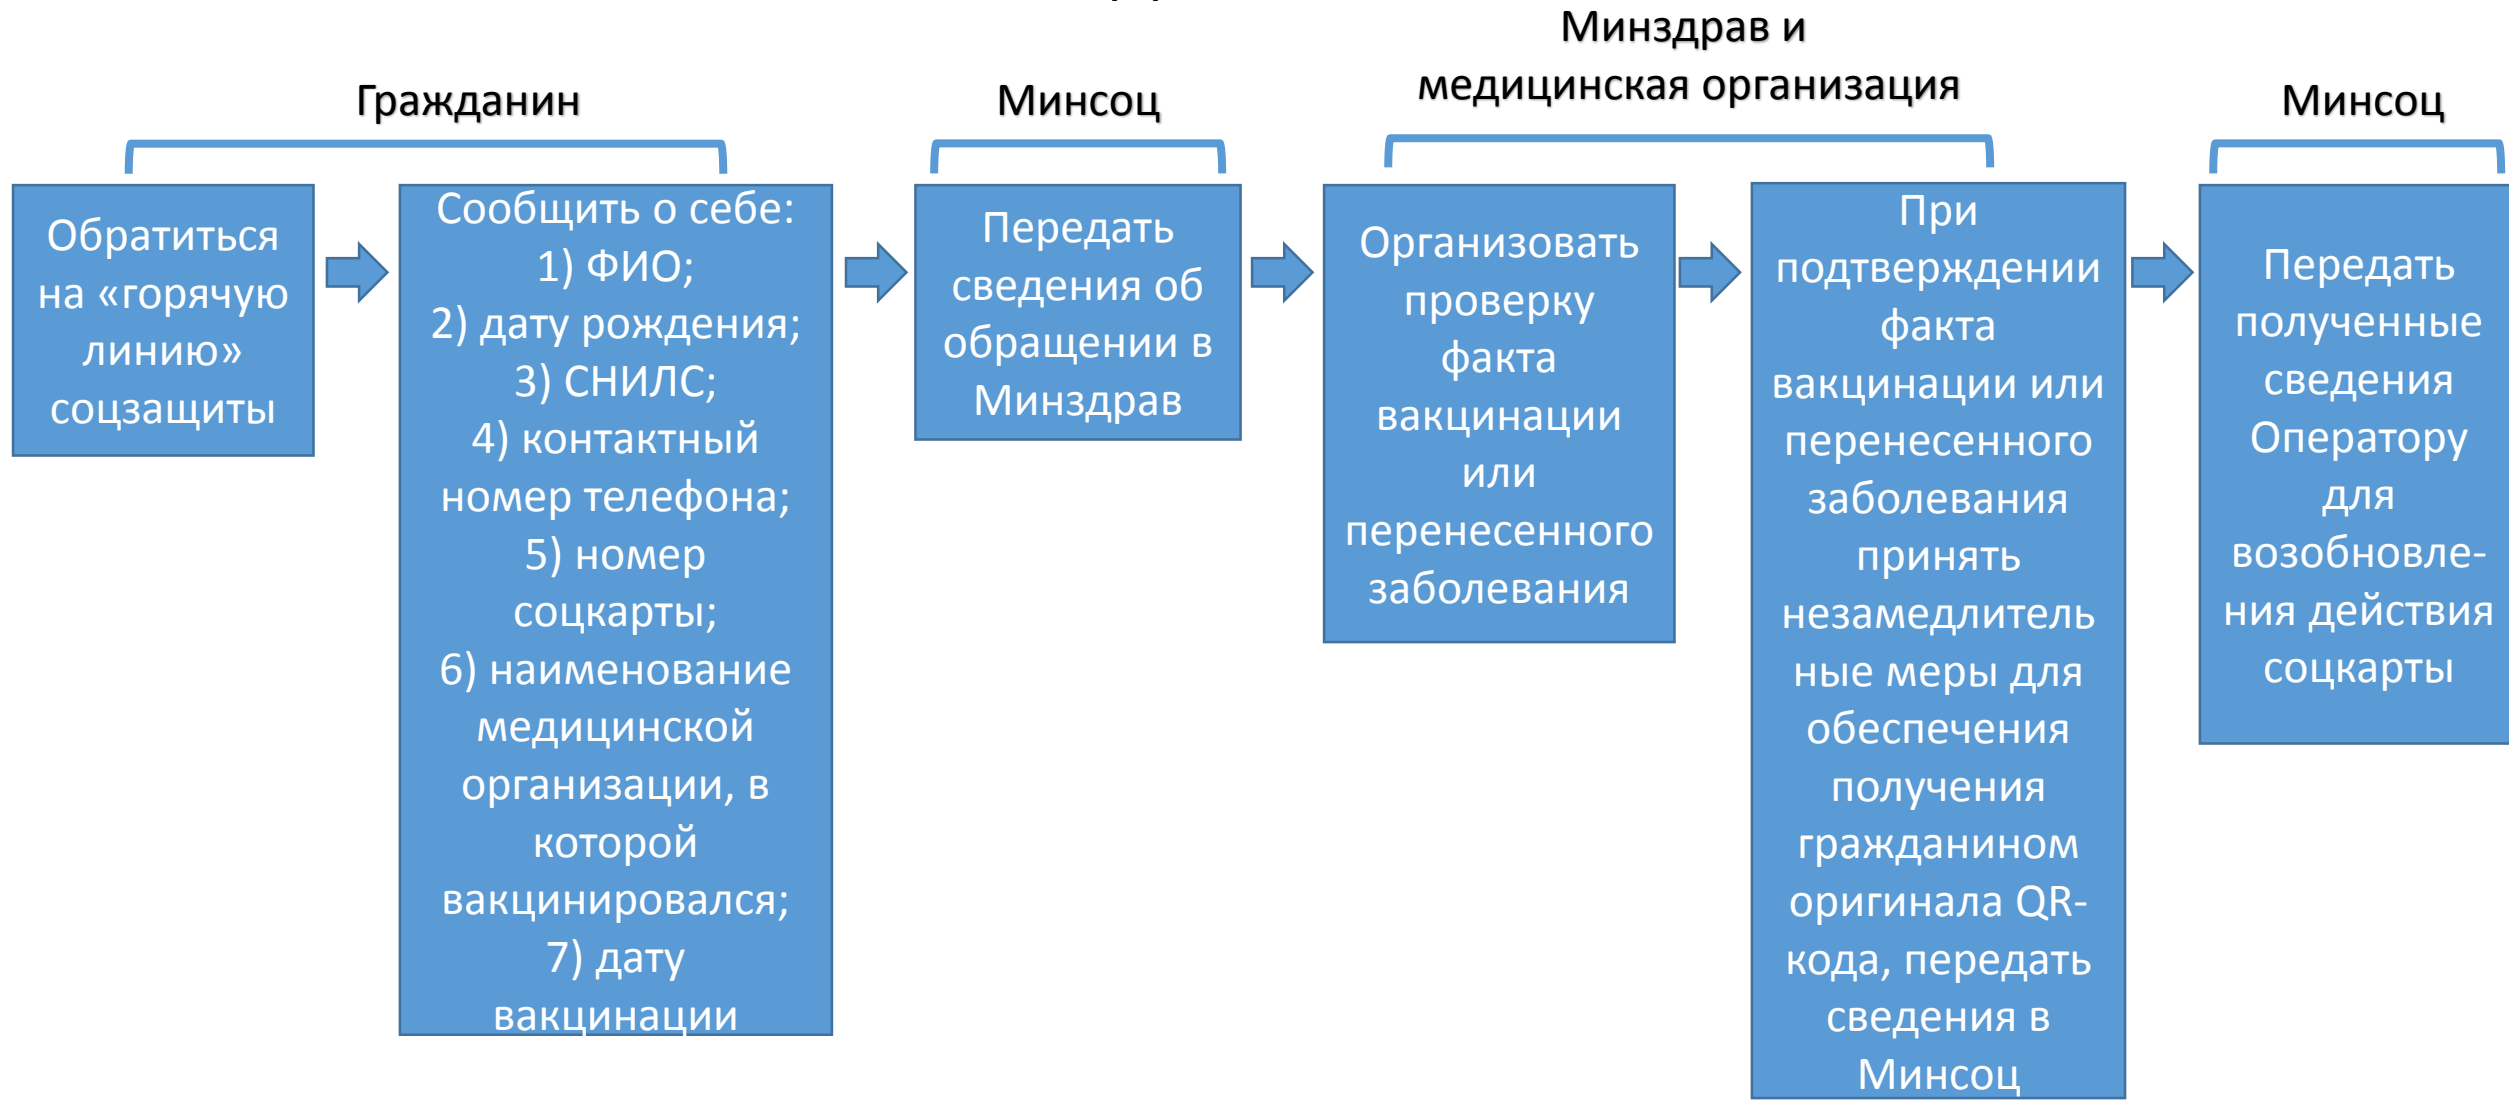 Гражданин
Обратиться
на «горячую
линию»
соцзащиты
Сообщить о себе:
1) ФИО;
2) дату рождения;
3) СНИЛС;
4) контактный
номер телефона;
5) номер
соцкарты;
6) наименование
медицинской
организации, в
которой
вакцинировался;
7) дату
вакцинации
Минсоц
Передать
сведения об
обращении в
Минздрав
Минздрав и
медицинская организация
Организовать
проверку
факта
вакцинации
или
перенесенного
заболевания
При
подтверждении
факта
вакцинации или
перенесенного
заболевания
принять
незамедлитель
ные меры для
обеспечения
получения
гражданином
оригинала QR-
кода, передать
сведения в
Минсоц
Минсоц
Передать
полученные
сведения
Оператору
для
возобновле-
ния действия
соцкарты